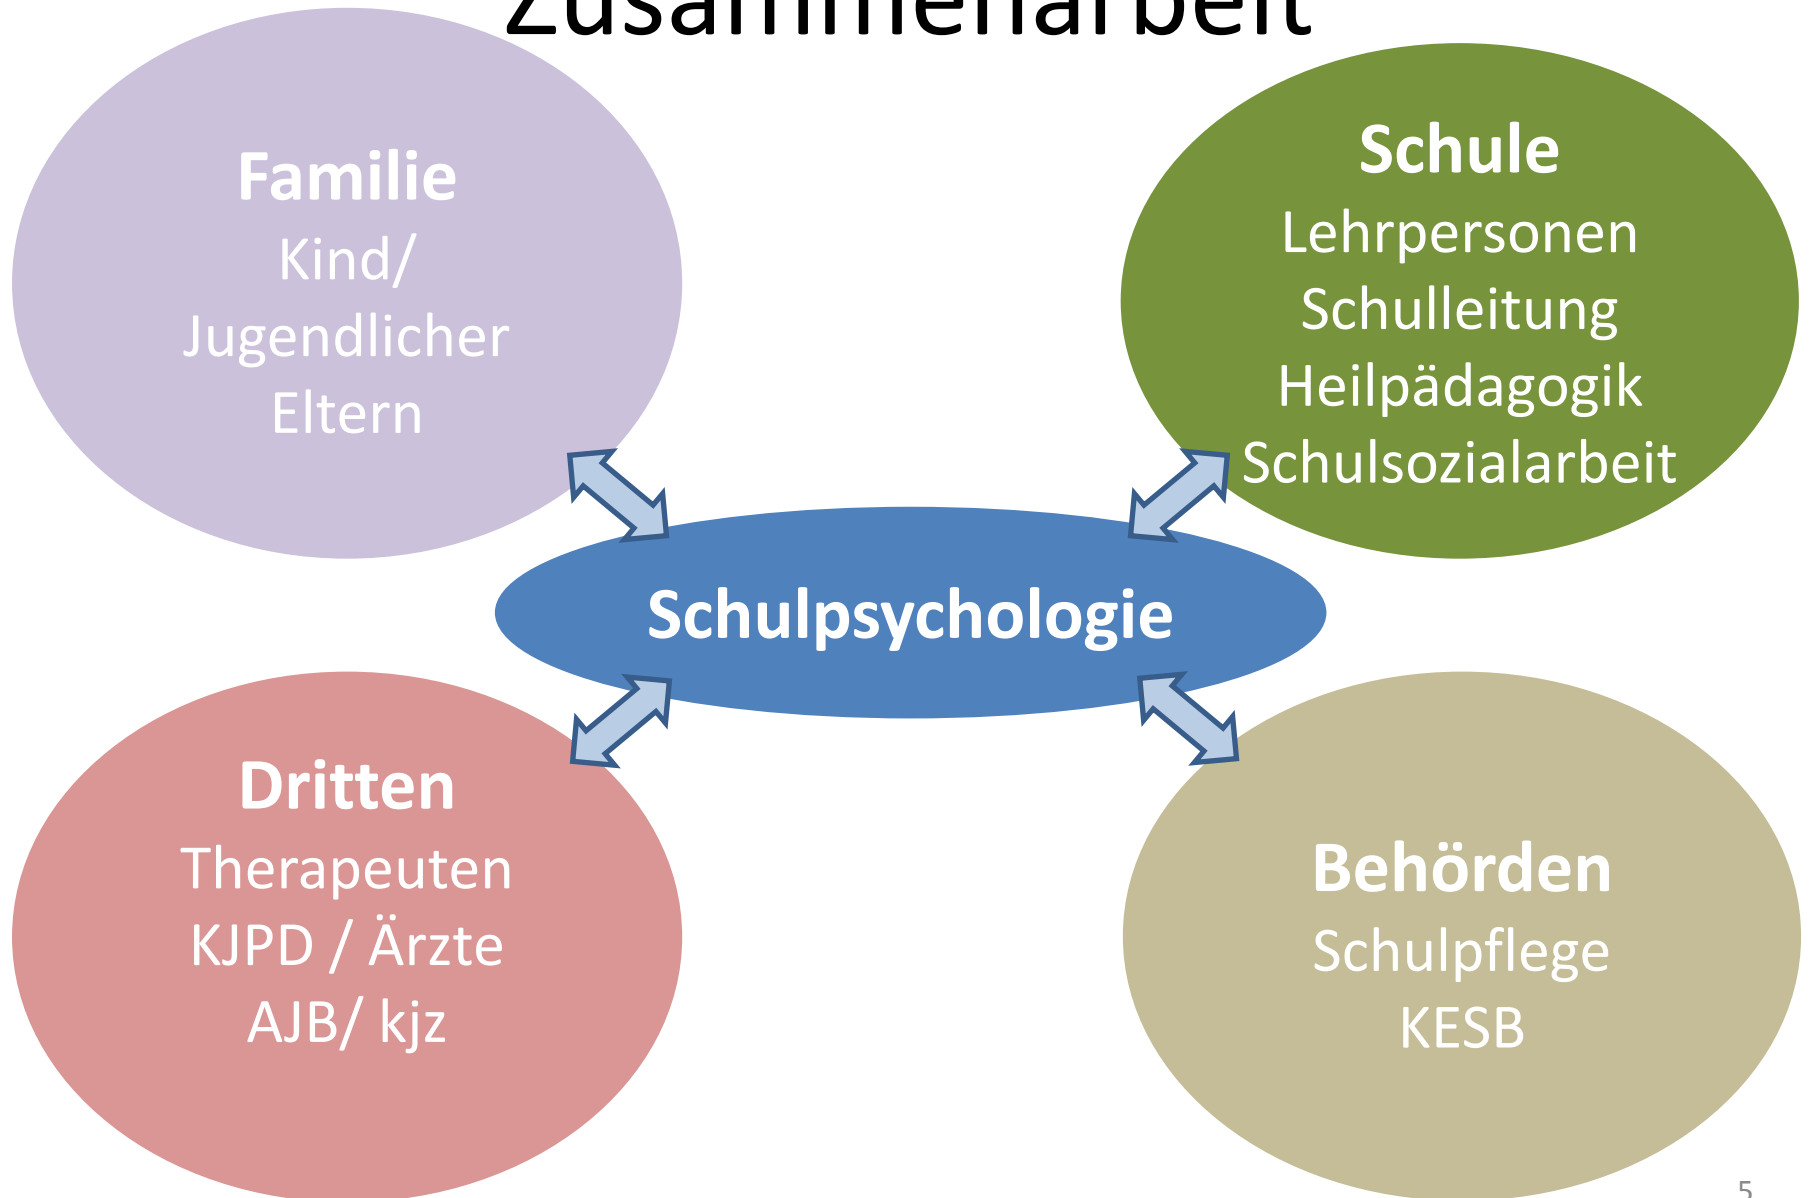 Zusammenarbeit
Familie
Kind/
Jugendlicher
Eltern
Schule
Lehrpersonen
Schulleitung
Heilpädagogik
Schulsozialarbeit
Schulpsychologie
Dritten
Therapeuten
KJPD / Ärzte
AJB/ kjz
Behörden
Schulpflege
KESB
5